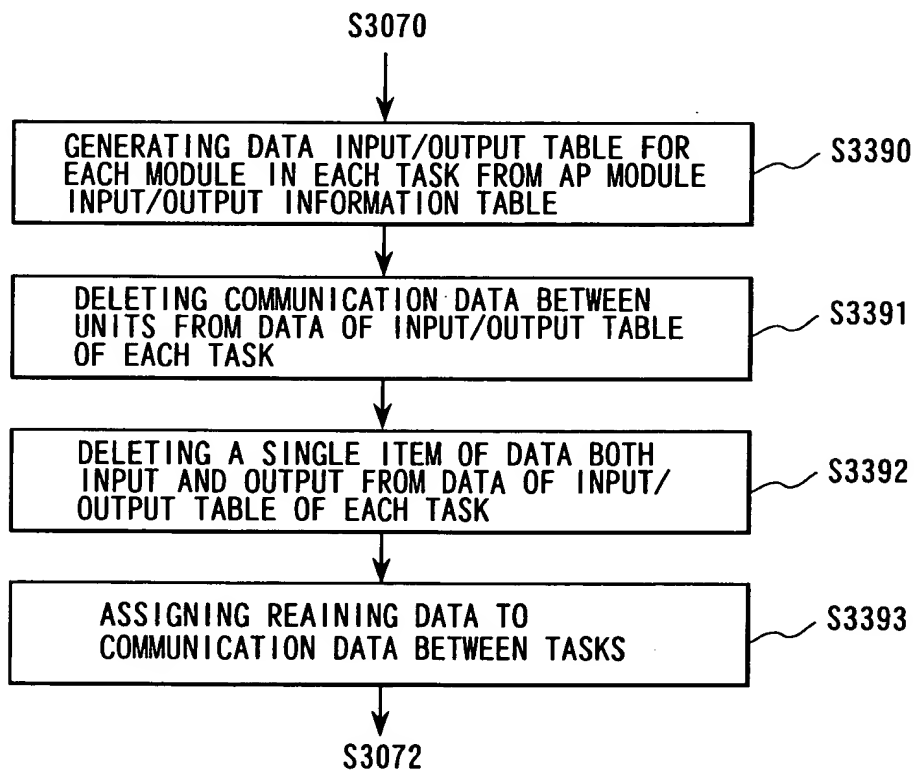 S3070
GENERATING DATA INPUT/OUTPUT TABLE FOR
EACH MODULE IN EACH TASK FROM AP MODULE
INPUT/OUTPUT INFORMATION TABLE
S3390
DELETING COMMUNICATION DATA BETWEEN
UNITS FROM DATA OF INPUT/OUTPUT TABLE
OF EACH TASK
S3391
DELETING A SINGLE ITEM OF DATA BOTH
INPUT AND OUTPUT FROM DATA OF INPUT/
OUTPUT TABLE OF EACH TASK
S3392
ASSIGNING REAINING DATA TO
COMMUNICATION DATA BETWEEN TASKS
S3393
S3072